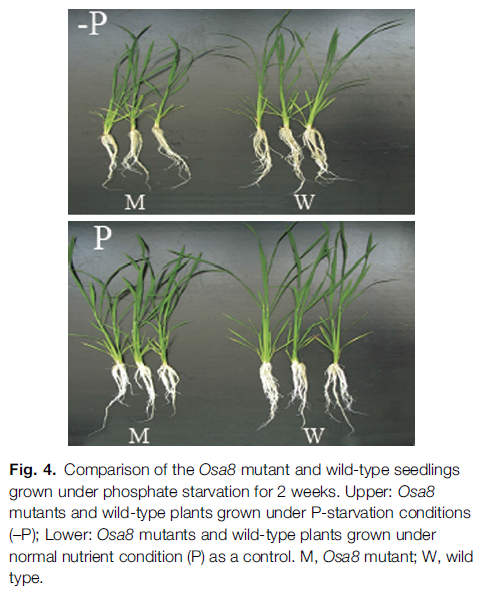 -P
M W
P
M W
Fig. 4. Comparison of the Osa8 mutant and wild-type seedlings
grown under phosphate starvation for 2 weeks. Upper: Osa8
mutants and wild-type plants grown under P-starvation conditions
(–P); Lower: Osa8 mutants and wild-type plants grown under
normal nutrient condition (P) as a control. M, Osa8 mutant; W, wild
type.